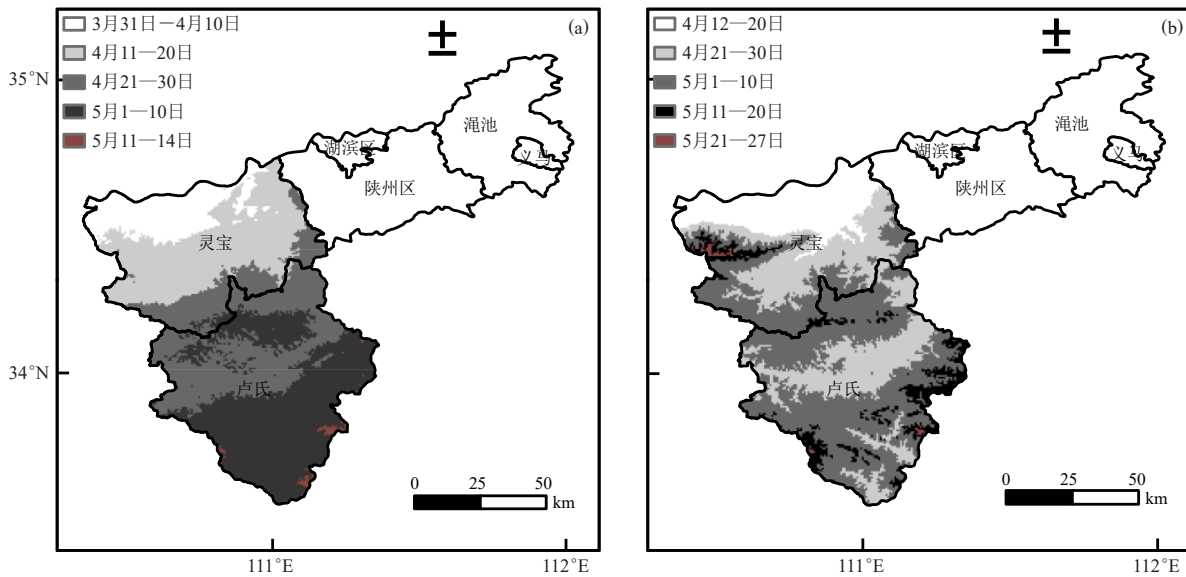 3月31日－4月10日
4月11—20日
4月21—30日
5月1—10日
5月11—14日
(a)
35°N
34°N
渑池
义马
湖滨区
陕州区
灵宝
卢氏
0 25 50
km
111°E
112°E
4月12—20日
4月21—30日
5月1—10日
5月11—20日
5月21—27日
(b)
渑池
义马
湖滨区
陕州区
灵宝
卢氏
0 25 50
km
111°E
112°E